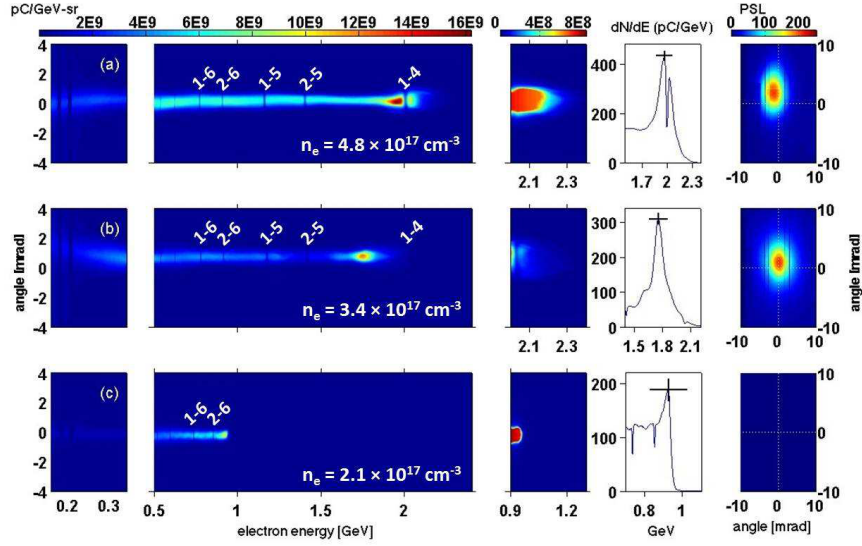 pC/GeV-sr 2E9 6E9 10E9 14E9 16E9 0 4E8 8E8 dN/dE (pC/GeV) PSL 0 100 200
4 2 0 -2 -4
(a) 1-6 2-6 1-5 2-5 1-4
n_e = 4.8 × 10^17 cm^-3
400 300 200 100 0
10 0 -10
2.1 2.3 1.7 2 2.3 -10 0 10
angle [mrad]
4 2 0 -2 -4
(b) 1-6 2-6 1-5 2-5 1-4
n_e = 3.4 × 10^17 cm^-3
300 200 100 0
10 0 -10
angle [mrad]
2.1 2.3 1.5 1.8 2.1 -10 0 10
4 2 0 -2 -4
(c) 1-6 2-6
n_e = 2.1 × 10^17 cm^-3
200 100 0
10 0 -10
0.2 0.3 0.5 1 1.5 2 0.9 1.2 0.8 1 -10 0 10
electron energy [GeV] GeV angle [mrad]